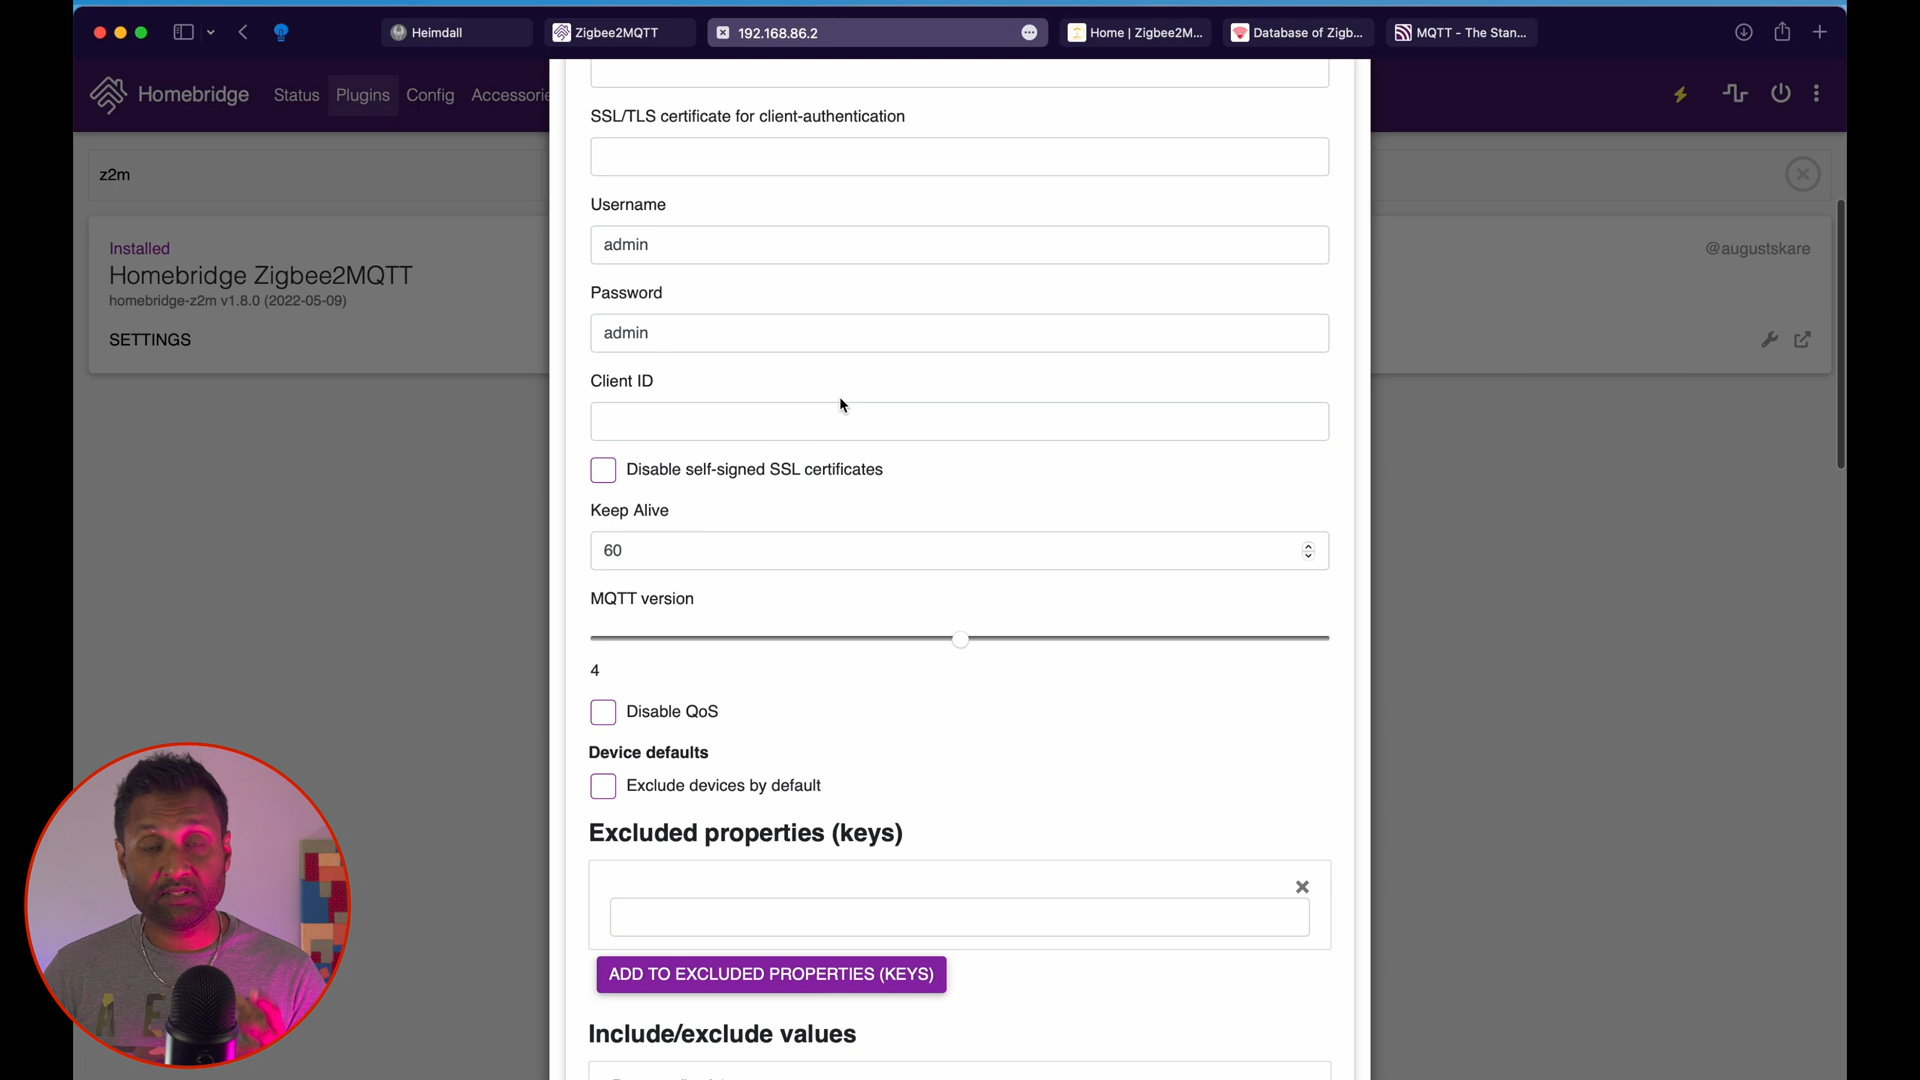 Heimdall
Zigbee2MQTT
192.168.86.2
Home | Zigbee2M...
Database of Zigb...
MQTT - The Stan...
Homebridge
Status
Plugins
Config
Accessorie
z2m
Installed
@augustskare
Homebridge Zigbee2MQTT
homebridge-z2m v1.8.0 (2022-05-09)
SETTINGS
SSL/TLS certificate for client-authentication
Username
admin
Password
admin
Client ID
Disable self-signed SSL certificates
Keep Alive
60
MQTT version
4
Disable QoS
Device defaults
Exclude devices by default
Excluded properties (keys)
ADD TO EXCLUDED PROPERTIES (KEYS)
Include/exclude values